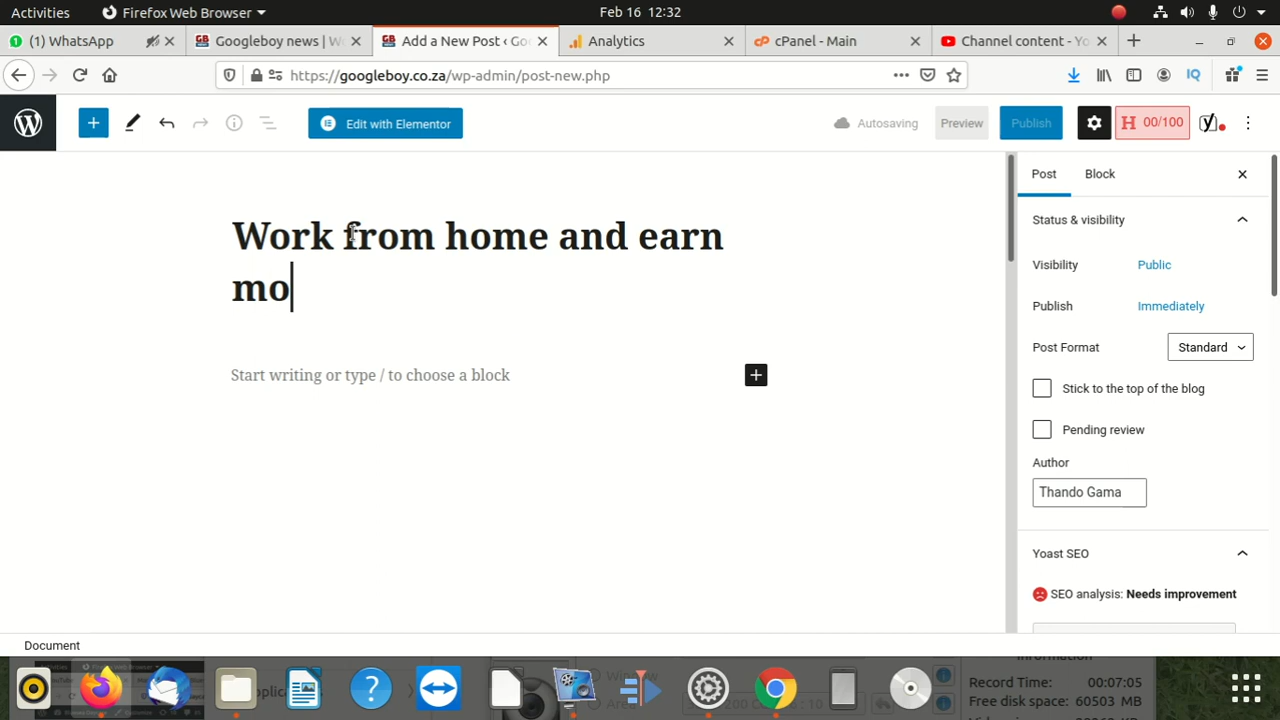 Activities Firefox Web Browser Feb 16 12:32
(1) WhatsApp Googleboy news | W Add a New Post ‹ Go Analytics cPanel - Main Channel content - Yo
https://googleboy.co.za/wp-admin/post-new.php
Edit with Elementor Autosaving Preview Publish H 00/100
Post Block
Work from home and earn
mo
Start writing or type / to choose a block
Status & visibility
Visibility Public
Publish Immediately
Post Format Standard
Stick to the top of the blog
Pending review
Author
Thando Gama
Yoast SEO
SEO analysis: Needs improvement
Document
Information
Record Time: 00:07:05
Free disk space: 60503 MB